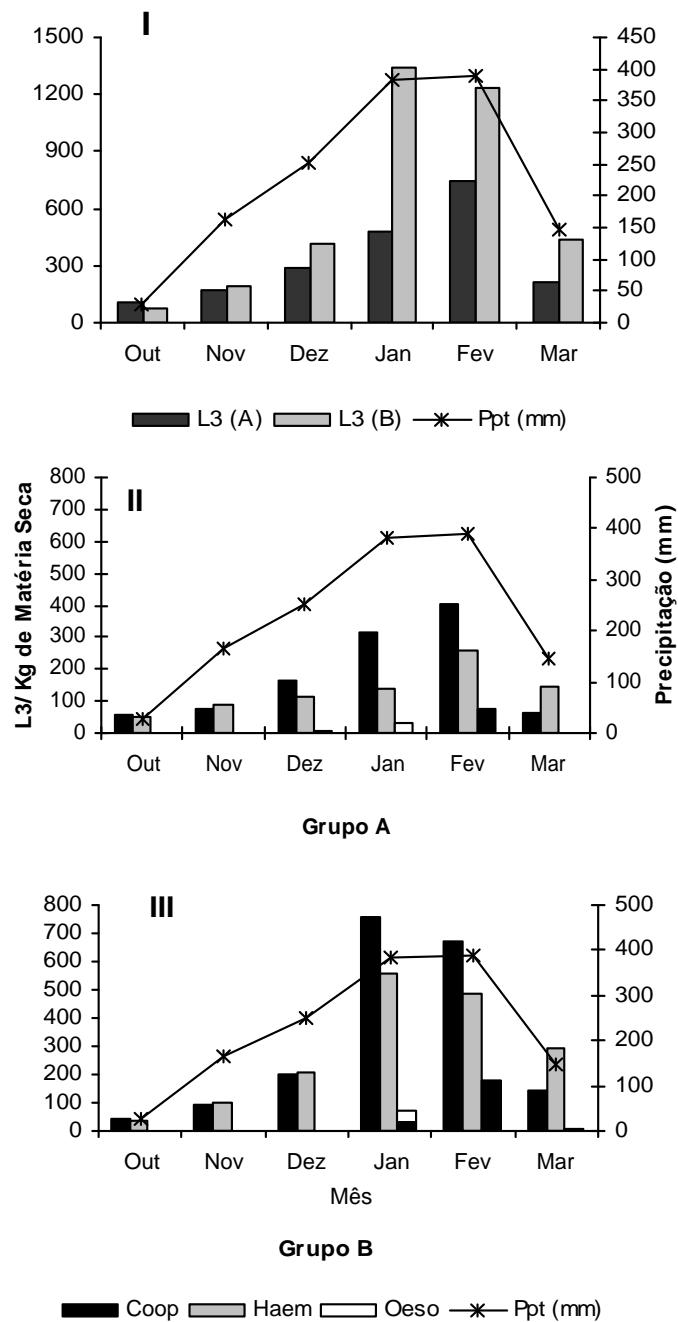 I
1500 450
400
1200 350
300
900 250
600 200
150
300 100
50
0 0
Out Nov Dez Jan Fev Mar
L3 (A) L3 (B) Ppt (mm)
L3/ Kg de Matéria Seca
II
800 500
700
600 400
500 300
400
300 200
200 100
100
0 0
Out Nov Dez Jan Fev Mar
Precipitação (mm)
Grupo A
III
800 500
700
600 400
500 300
400
300 200
200 100
100
0 0
Out Nov Dez Jan Fev Mar
Mês
Grupo B
Coop Haem Oeso Ppt (mm)